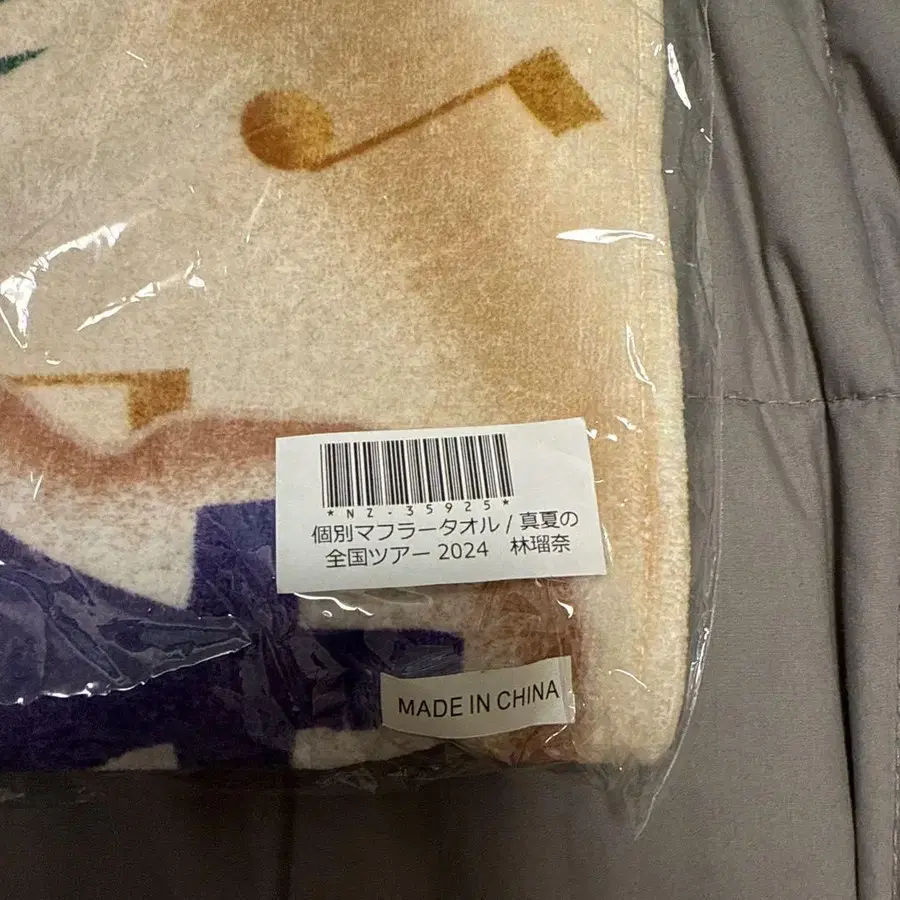 *NZ-35925*
個別マフラータオル / 真夏の
全国ツアー 2024　林瑠奈
MADE IN CHINA